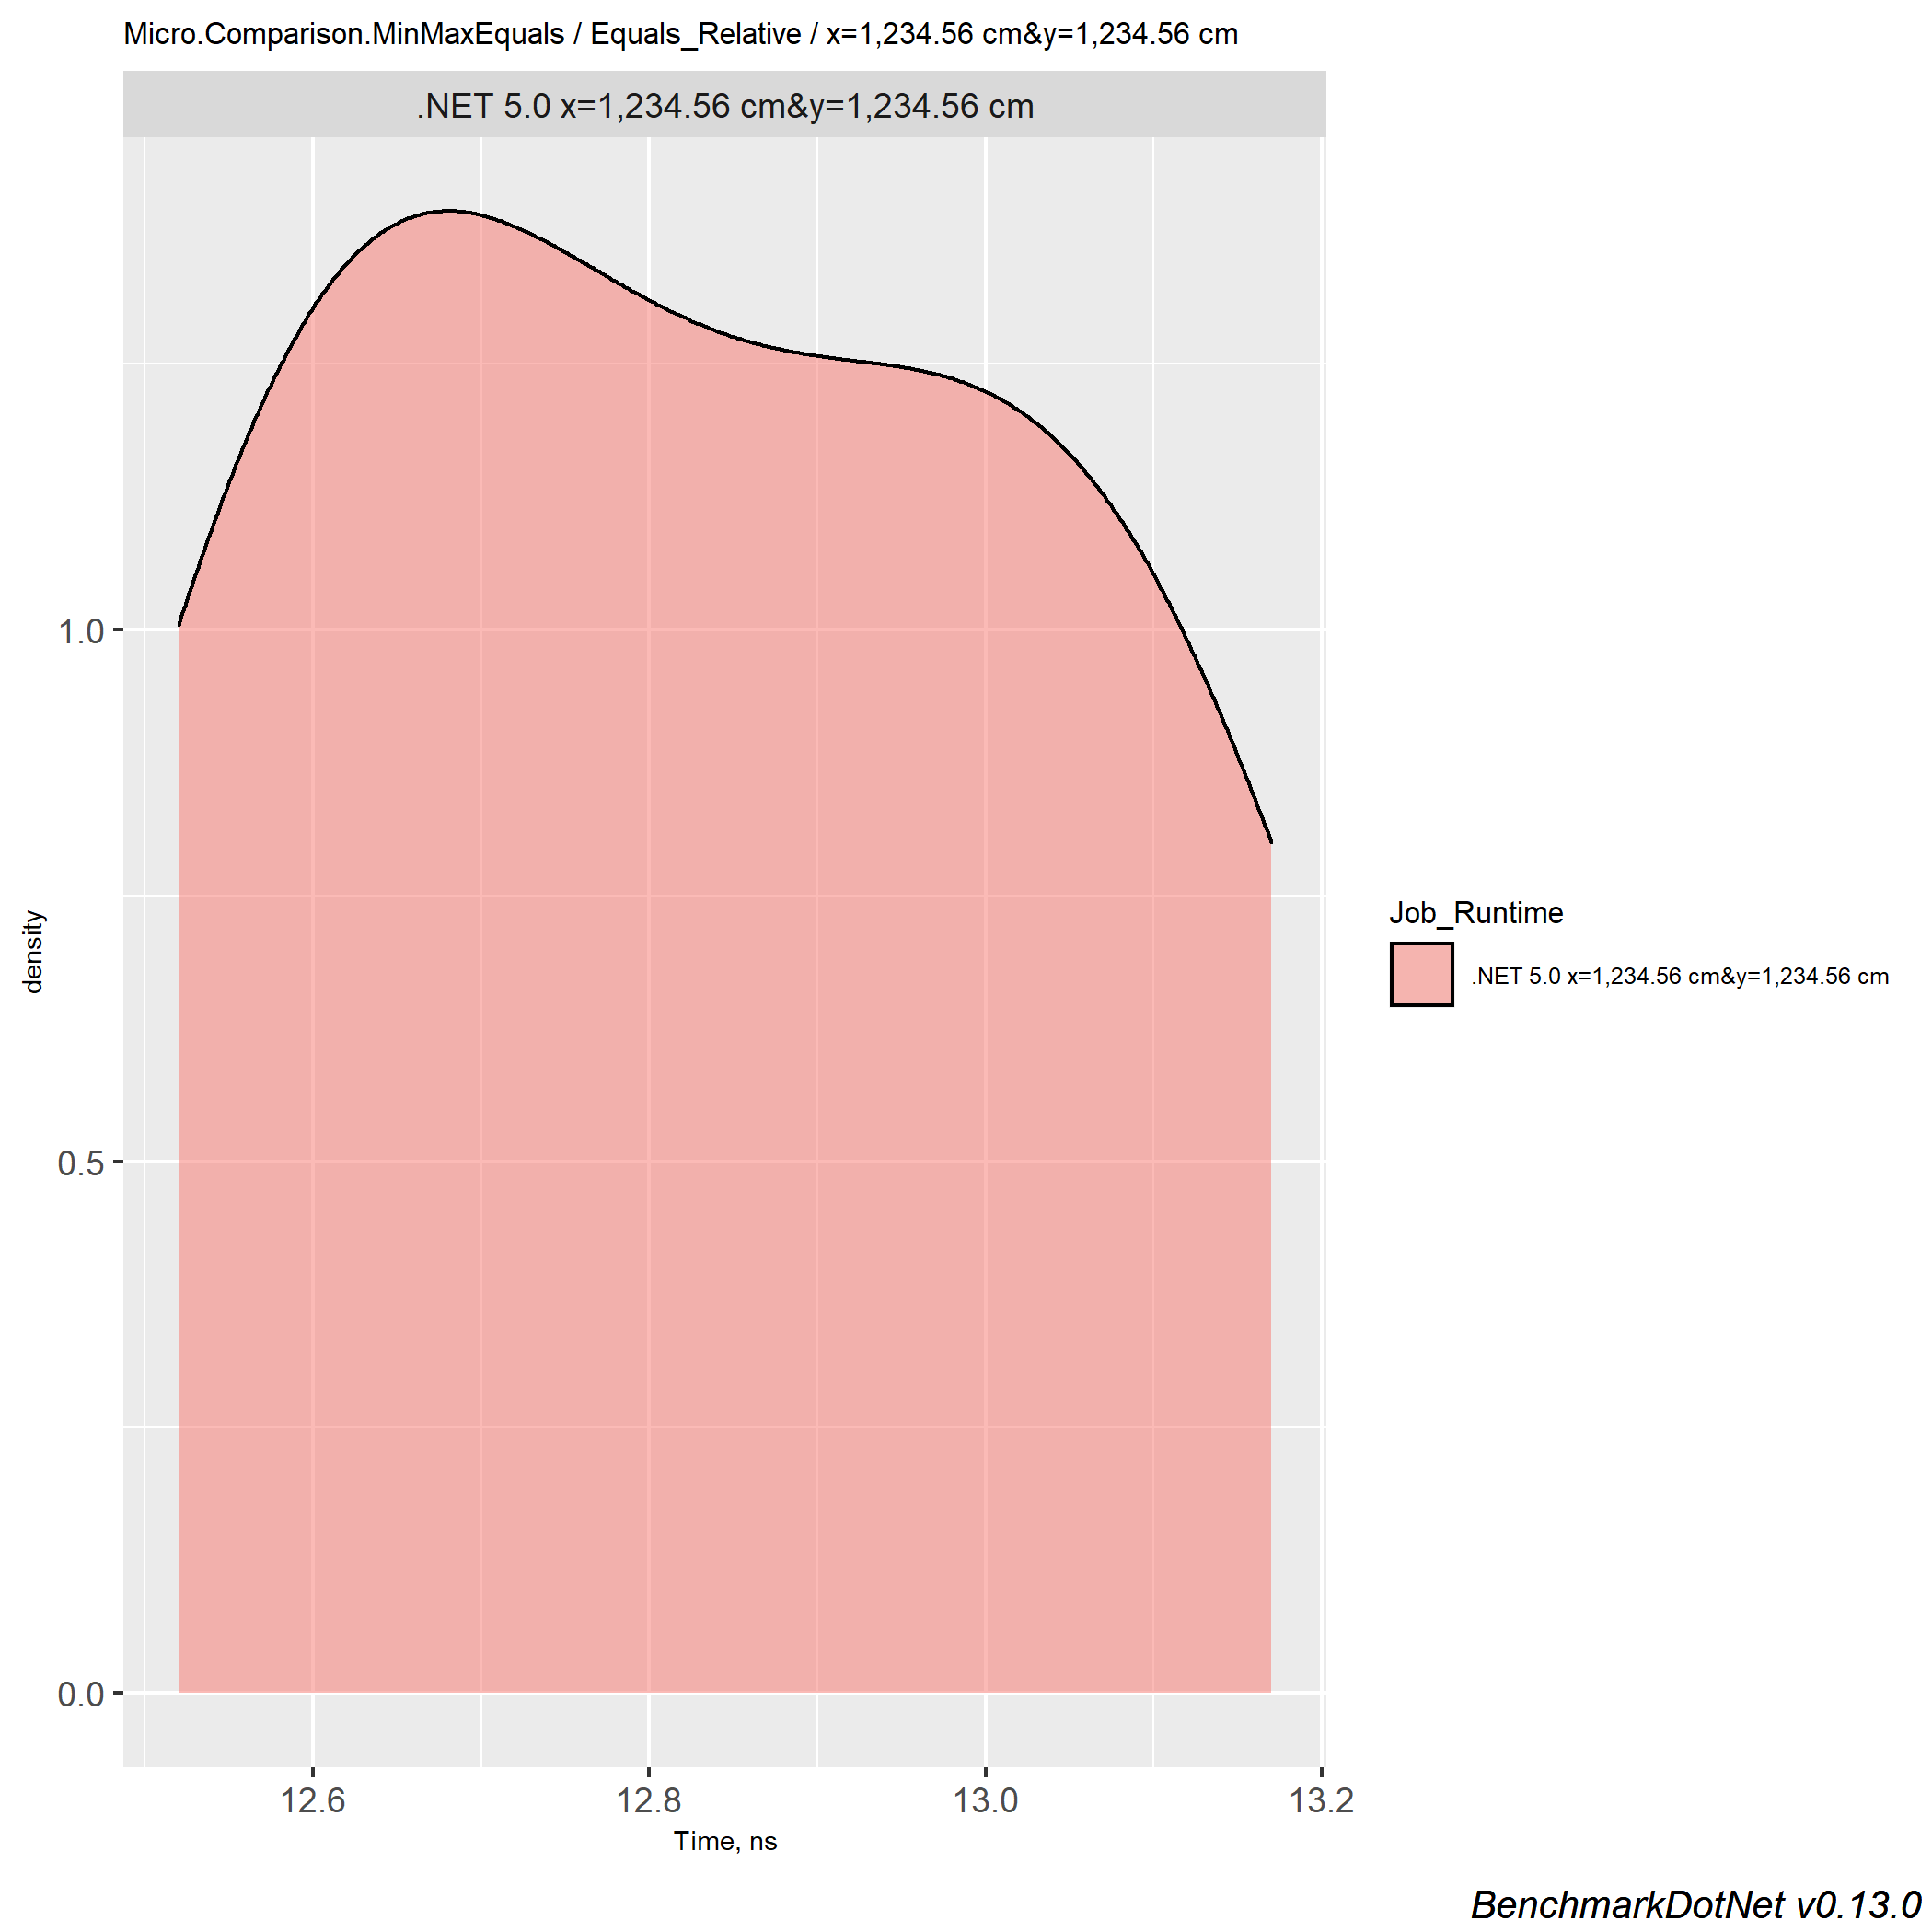 Micro.Comparison.MinMaxEquals / Equals_Relative / x=1,234.56 cm&y=1,234.56 cm
.NET 5.0 x=1,234.56 cm&y=1,234.56 cm
1.0
0.5
0.0
density
12.6 12.8 13.0 13.2
Time, ns
Job_Runtime
.NET 5.0 x=1,234.56 cm&y=1,234.56 cm
BenchmarkDotNet v0.13.0